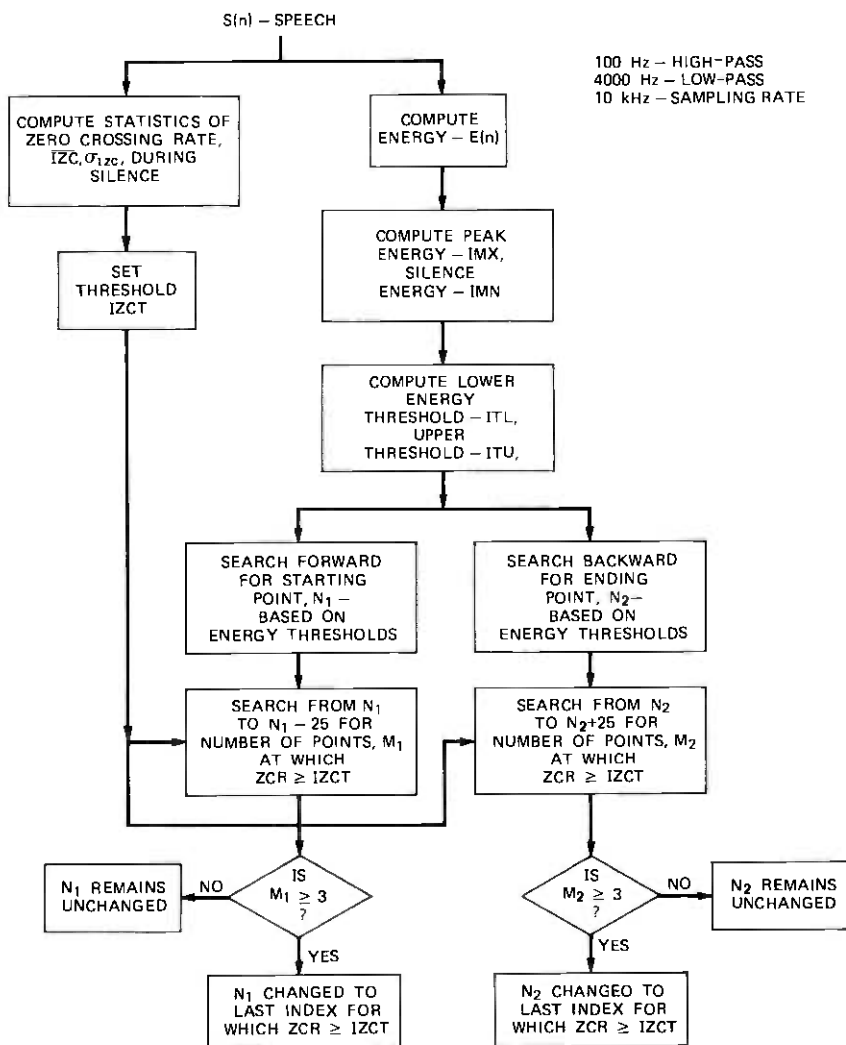 S(n) – SPEECH
100 Hz – HIGH-PASS
4000 Hz – LOW-PASS
10 kHz – SAMPLING RATE
COMPUTE STATISTICS OF
ZERO CROSSING RATE,
I̅Z̅C̅, σ_IZC, DURING
SILENCE
COMPUTE
ENERGY – E(n)
SET
THRESHOLD
IZCT
COMPUTE PEAK
ENERGY – IMX,
SILENCE
ENERGY – IMN
COMPUTE LOWER
ENERGY
THRESHOLD – ITL,
UPPER
THRESHOLD – ITU,
SEARCH FORWARD
FOR STARTING
POINT, N₁ –
BASED ON
ENERGY THRESHOLDS
SEARCH BACKWARD
FOR ENDING
POINT, N₂ –
BASED ON
ENERGY THRESHOLDS
SEARCH FROM N₁
TO N₁ – 25 FOR
NUMBER OF POINTS, M₁
AT WHICH
ZCR ≥ IZCT
SEARCH FROM N₂
TO N₂+25 FOR
NUMBER OF POINTS, M₂
AT WHICH
ZCR ≥ IZCT
N₁ REMAINS
UNCHANGED
NO
IS
M₁ ≥ 3
?
YES
IS
M₂ ≥ 3
?
NO
YES
N₂ REMAINS
UNCHANGED
N₁ CHANGED TO
LAST INDEX FOR
WHICH ZCR ≥ IZCT
N₂ CHANGEO TO
LAST INDEX FOR
WHICH ZCR ≥ IZCT